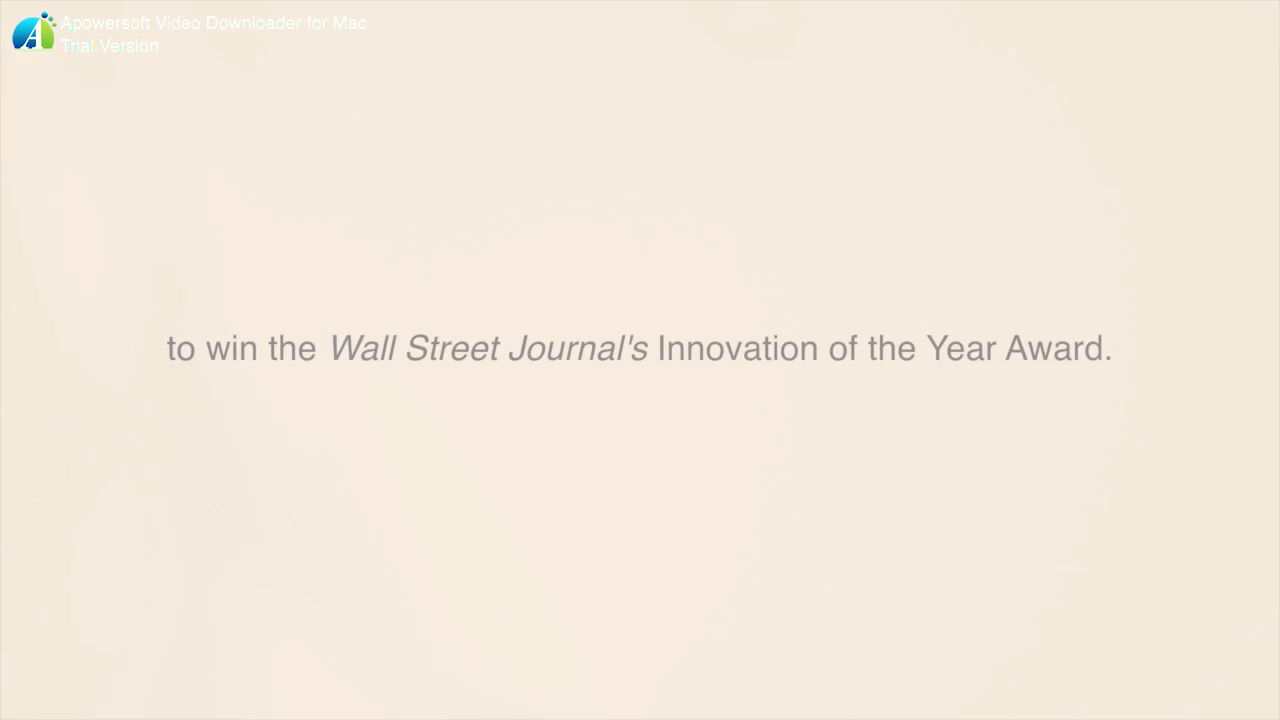 Apowersoft Video Downloader for Mac
Trial Version
to win the Wall Street Journal's Innovation of the Year Award.